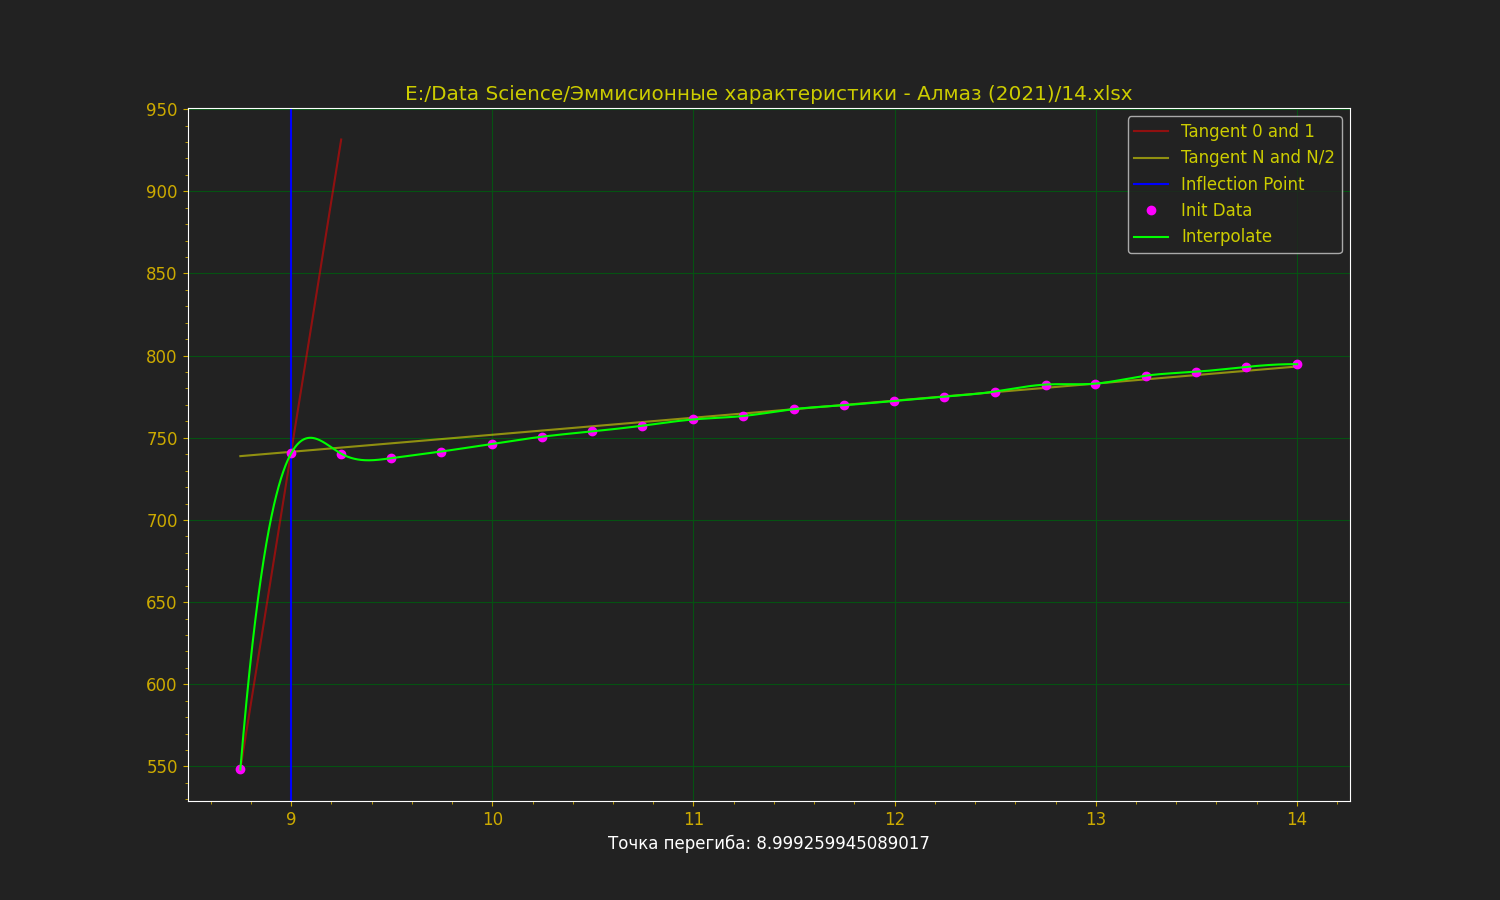 E:/Data Science/Эммисионные характеристики - Алмаз (2021)/14.xlsx
950
900
850
800
750
700
650
600
550
Tangent 0 and 1
Tangent N and N/2
Inflection Point
Init Data
Interpolate
9 10 11 12 13 14
Точка перегиба: 8.999259945089017